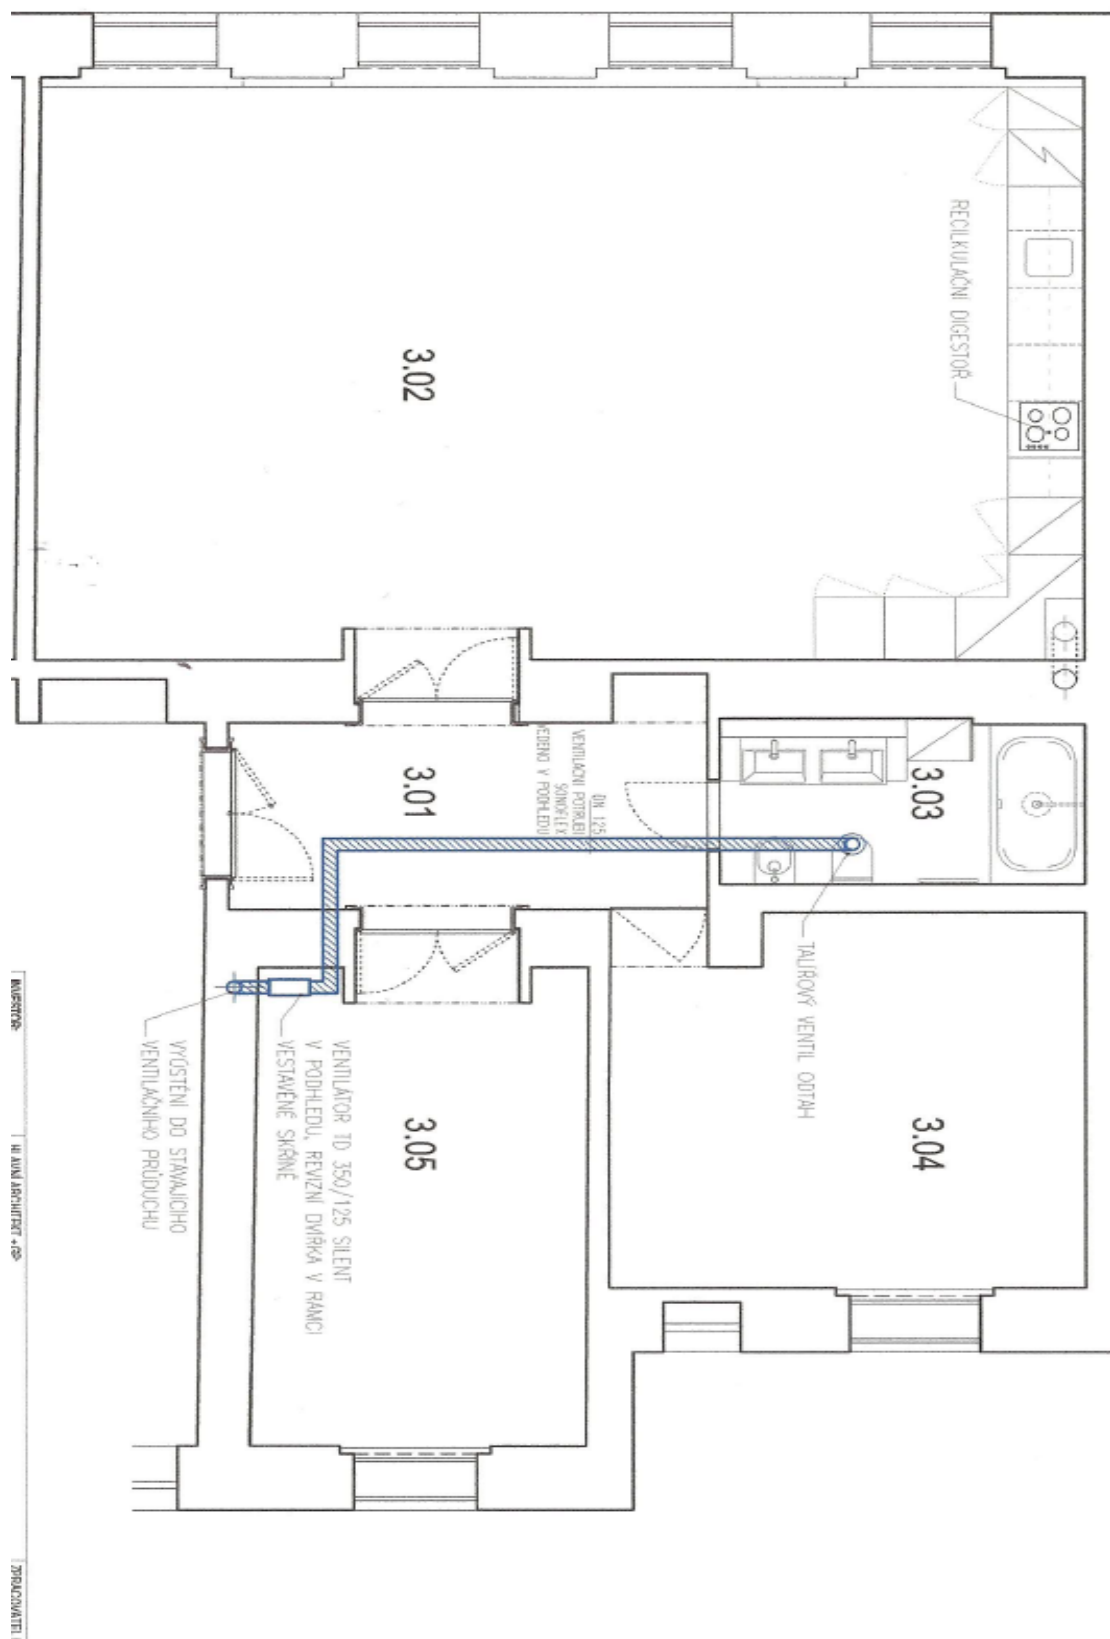 RECILKULAČNÍ DIGESTOŘ
3.02
3.01
DN 125
VENTILAČNÍ POTRUBÍ
SONOFLEX
VEDENO V PODHLEDU
3.03
TALÍŘOVÝ VENTIL ODTAH
3.04
3.05
VENTILÁTOR TD 350/125 SILENT
V PODHLEDU, REVIZNÍ DVÍŘKA V RÁMCI
VESTAVĚNÉ SKŘÍNĚ
VYÚSTĚNÍ DO STÁVAJÍCÍHO
VENTILAČNÍHO PRŮDUCHU
INVESTOR:
HLAVNÍ ARCHITEKT
ZPRACOVATEL